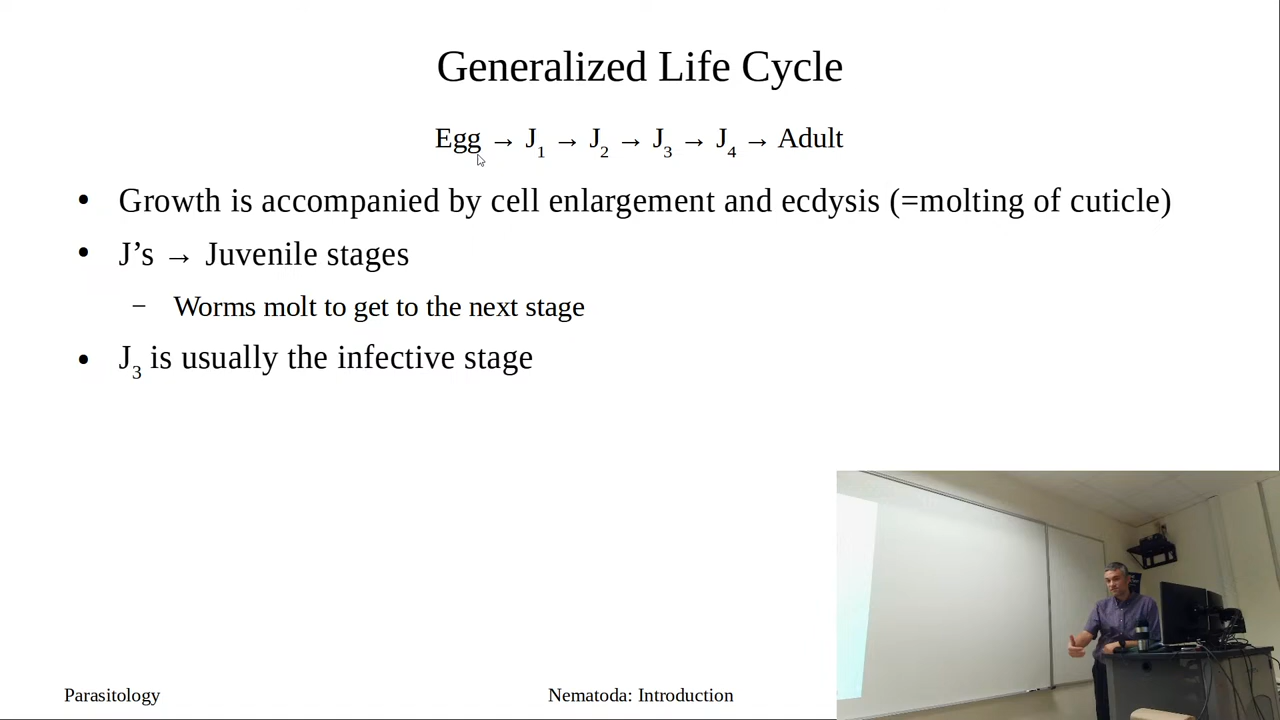 Generalized Life Cycle
Egg → J₁ → J₂ → J₃ → J₄ → Adult
• Growth is accompanied by cell enlargement and ecdysis (=molting of cuticle)
• J’s → Juvenile stages
– Worms molt to get to the next stage
• J₃ is usually the infective stage
Parasitology
Nematoda: Introduction